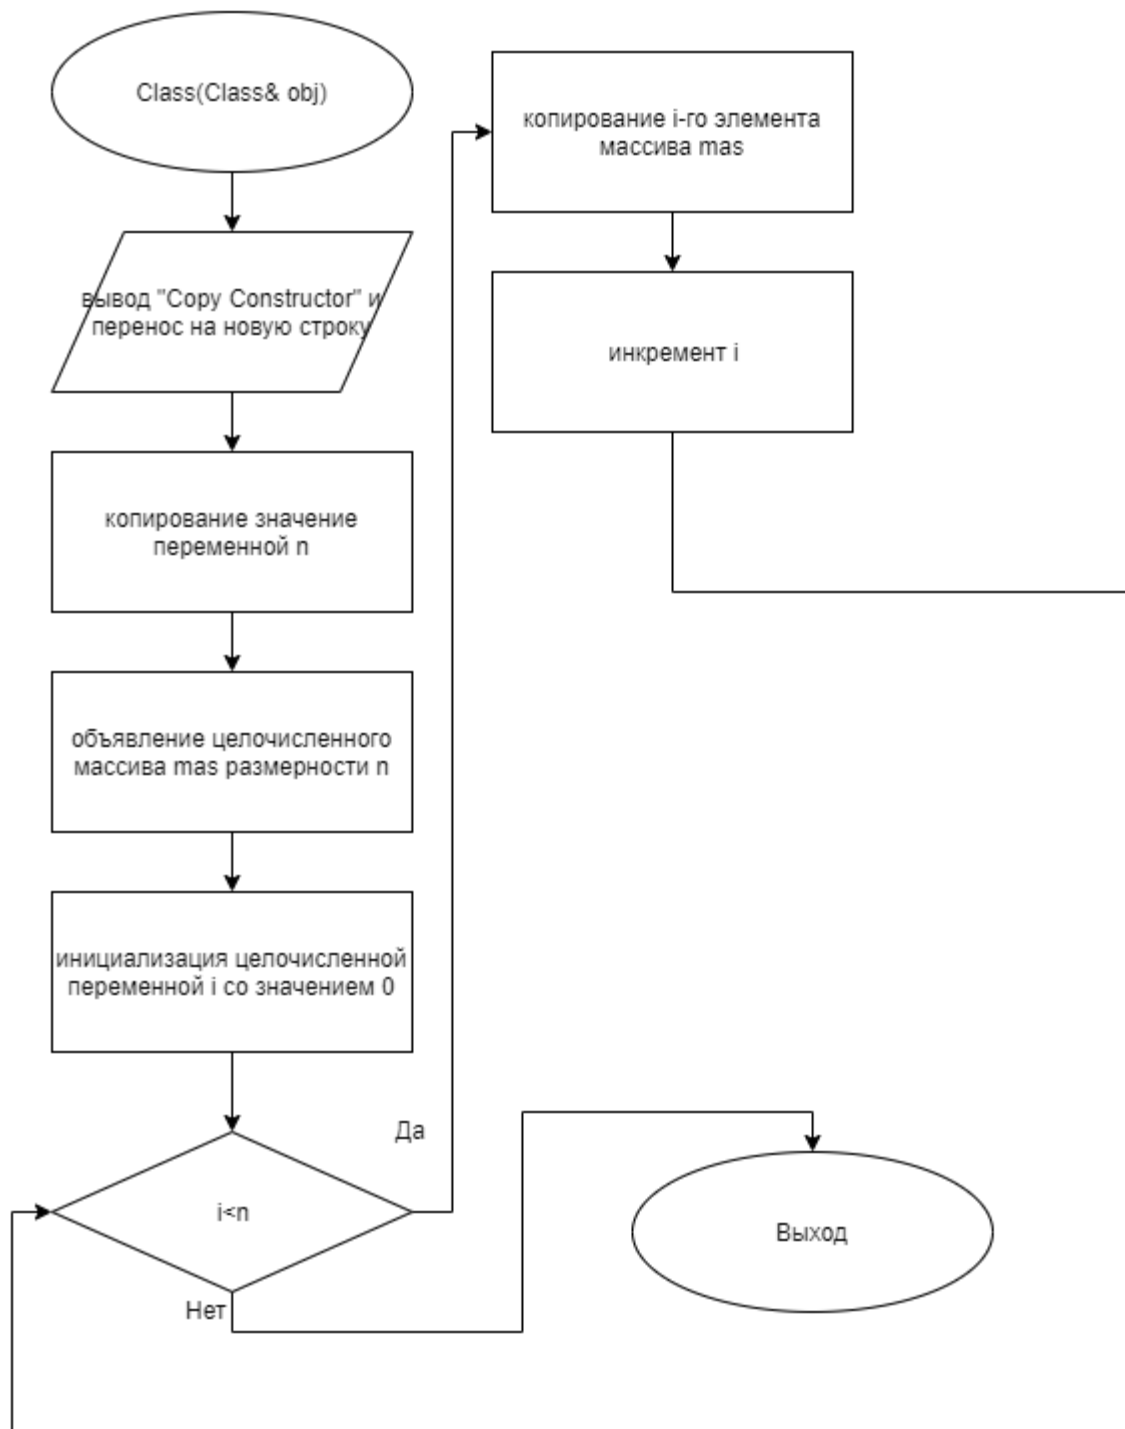 Class(Class& obj)
вывод "Copy Constructor" и
перенос на новую строку
копирование значение
переменной n
объявление целочисленного
массива mas размерности n
инициализация целочисленной
переменной i со значением 0
Да
i<n
Нет
копирование i-го элемента
массива mas
инкремент i
Выход